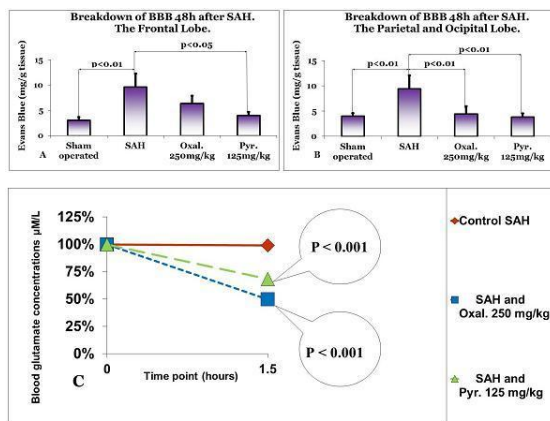 Breakdown of BBB 48h after SAH.
The Frontal Lobe.
p<0.05
p<0.01
Evans Blue (mg/g tissue)
15
10
5
0
A
Sham
operated
SAH
Oxal.
250mg/kg
Pyr.
125mg/kg
Breakdown of BBB 48h after SAH.
The Parietal and Ocipital Lobe.
p<0.01
p<0.01
p<0.01
Evans Blue (mg/g tissue)
15
10
5
0
B
Sham
operated
SAH
Oxal.
250mg/kg
Pyr.
125mg/kg
Blood glutamate concentrations µM/L
125%
100%
75%
50%
25%
0%
C
0
Time point (hours)
1.5
P < 0.001
P < 0.001
Control SAH
SAH and
Oxal. 250 mg/kg
SAH and
Pyr. 125 mg/kg